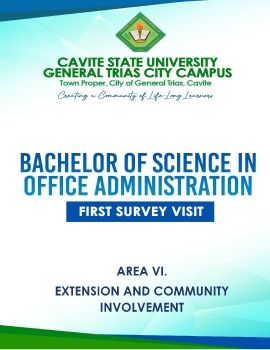 CAVITE STATE UNIVERSITY
GENERAL TRIAS CITY CAMPUS
Town Proper, City of General Trias, Cavite
Creating a Community of Life-Long Learners
BACHELOR OF SCIENCE IN
OFFICE ADMINISTRATION
FIRST SURVEY VISIT
AREA VI.
EXTENSION AND COMMUNITY
INVOLVEMENT